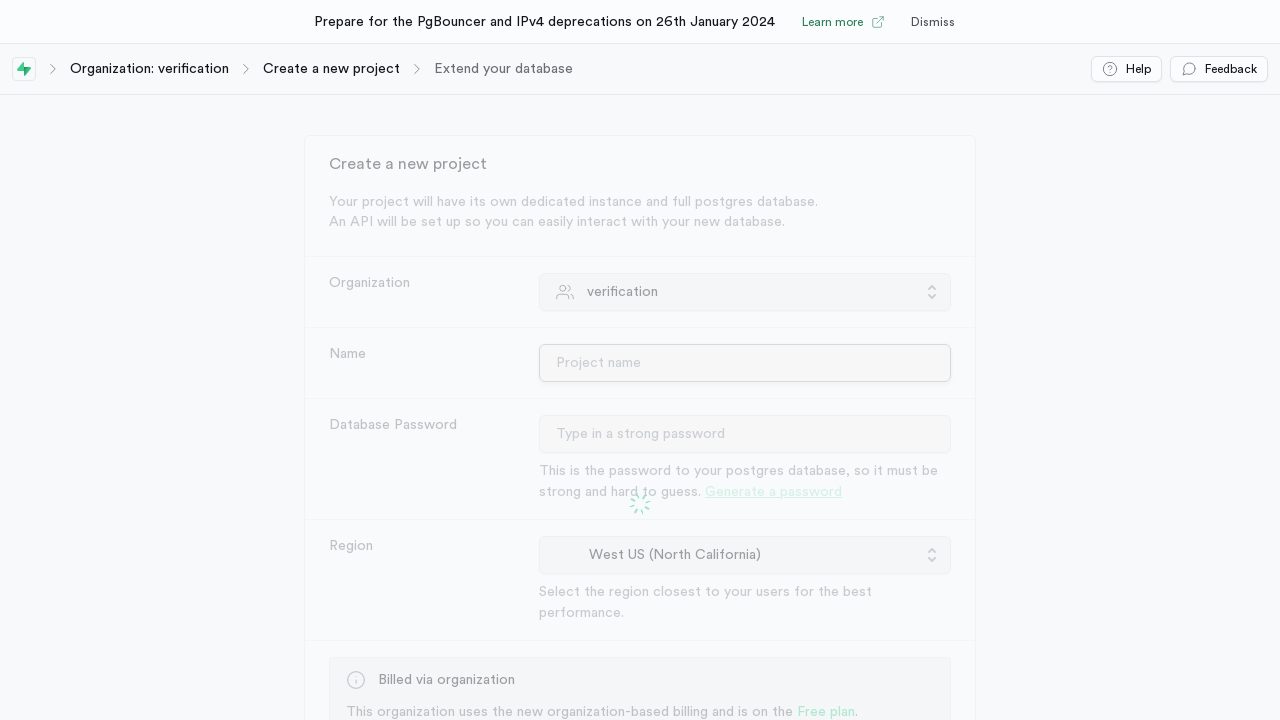 Prepare for the PgBouncer and IPv4 deprecations on 26th January 2024 Learn more Dismiss
Organization: verification Create a new project Extend your database Help Feedback
Create a new project
Your project will have its own dedicated instance and full postgres database.
An API will be set up so you can easily interact with your new database.
Organization
verification
Name
Project name
Database Password
Type in a strong password
This is the password to your postgres database, so it must be
strong and hard to guess. Generate a password
Region
West US (North California)
Select the region closest to your users for the best
performance.
Billed via organization
This organization uses the new organization-based billing and is on the Free plan.